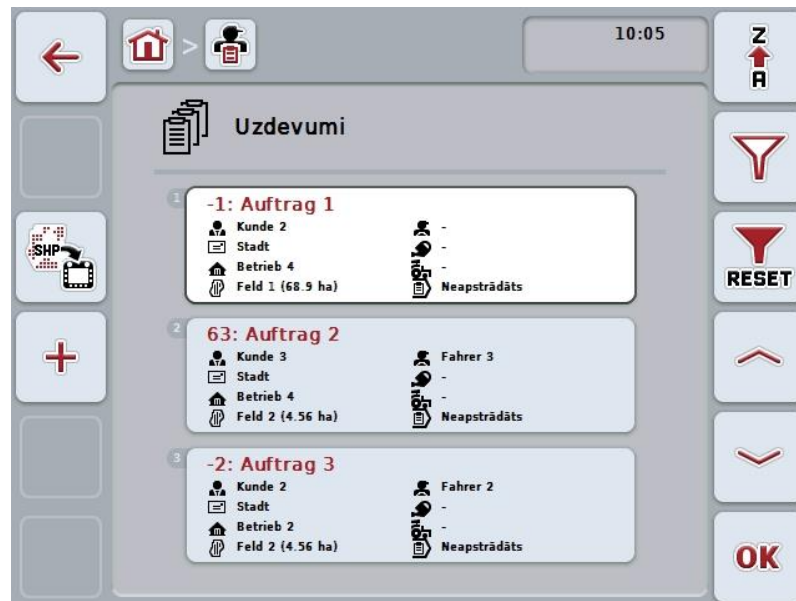 10:05
Z
A
Uzdevumi
1
-1: Auftrag 1
Kunde 2 -
Stadt -
Betrieb 4 -
Feld 1 (68.9 ha) Neapstrādāts
SHP
RESET
2
63: Auftrag 2
Kunde 3 Fahrer 3
Stadt -
Betrieb 4 -
Feld 2 (4.56 ha) Neapstrādāts
3
-2: Auftrag 3
Kunde 2 Fahrer 2
Stadt -
Betrieb 2 -
Feld 2 (4.56 ha) Neapstrādāts
OK